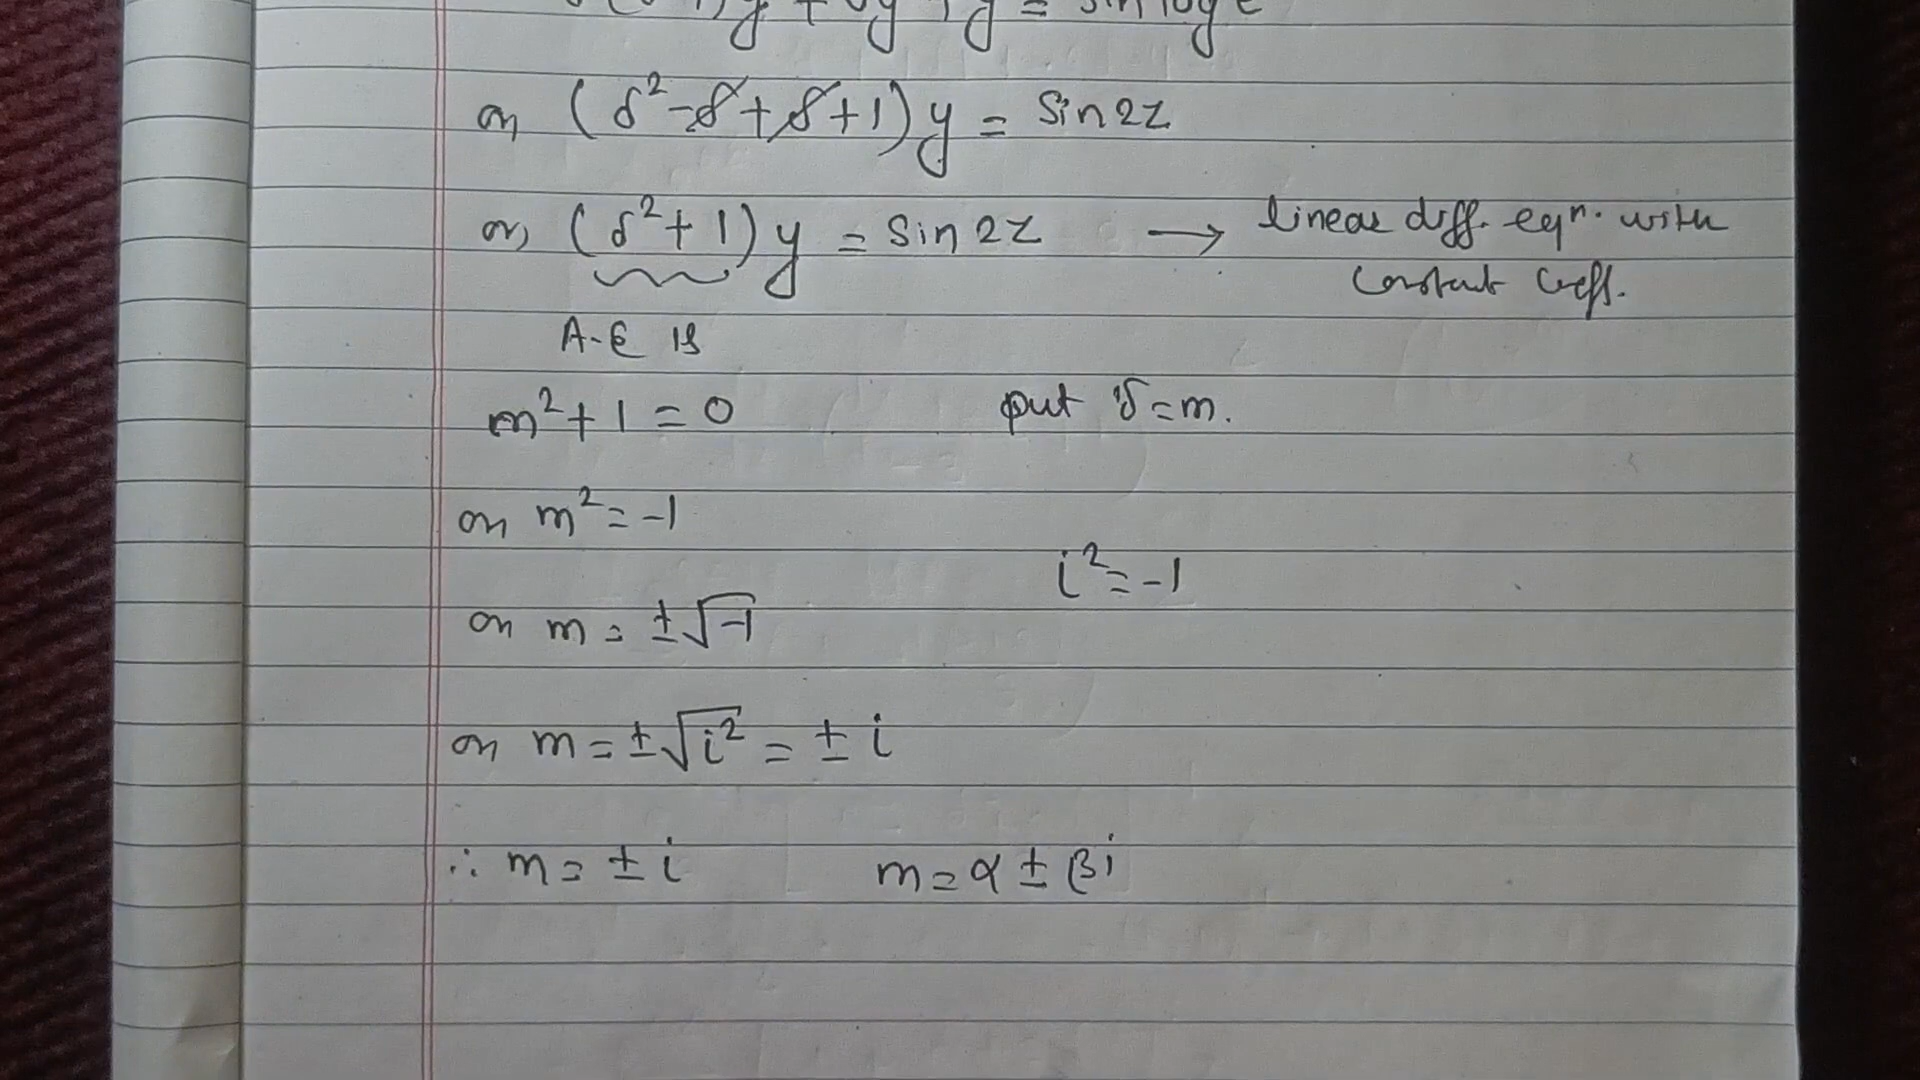 or, (δ² - δ + δ + 1) y = Sin 2z
or, (δ² + 1) y = Sin 2z → linear diff. eqⁿ. with
constant Coeff.
A.E is
m² + 1 = 0 put δ = m.
or m² = -1
i² = -1
or m = ±√-1
or m = ±√i² = ± i
∴ m = ± i m = α ± βi